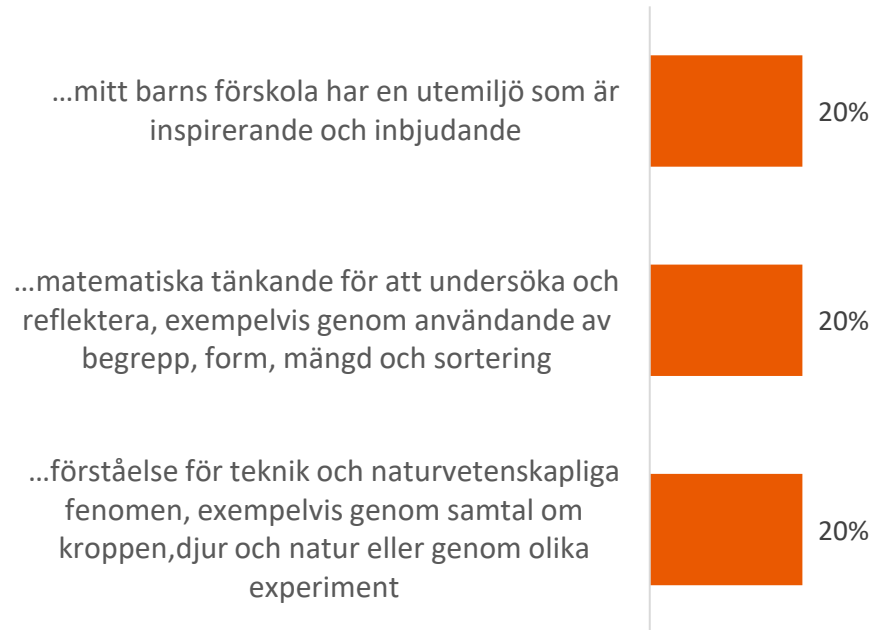 ...mitt barns förskola har en utemiljö som är
inspirerande och inbjudande
20%
...matematiska tänkande för att undersöka och
reflektera, exempelvis genom användande av
begrepp, form, mängd och sortering
20%
...förståelse för teknik och naturvetenskapliga
fenomen, exempelvis genom samtal om
kroppen,djur och natur eller genom olika
experiment
20%